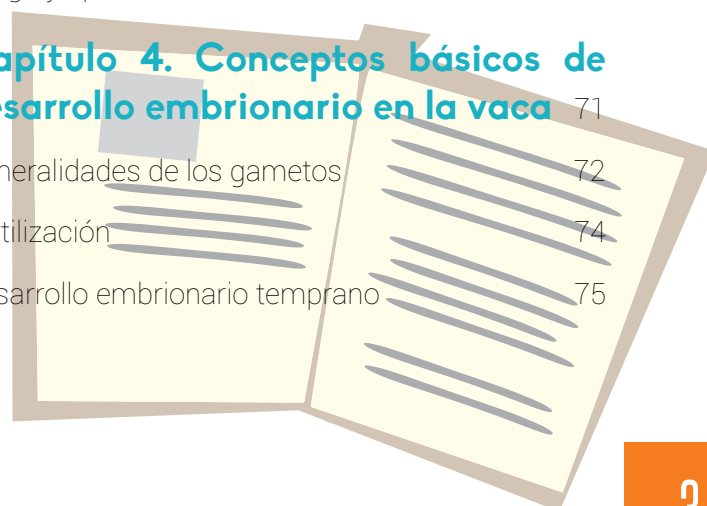 apítulo 4. Conceptos básicos de
esarrollo embrionario en la vaca 71
neralidades de los gametos 72
tilización 74
sarrollo embrionario temprano 75